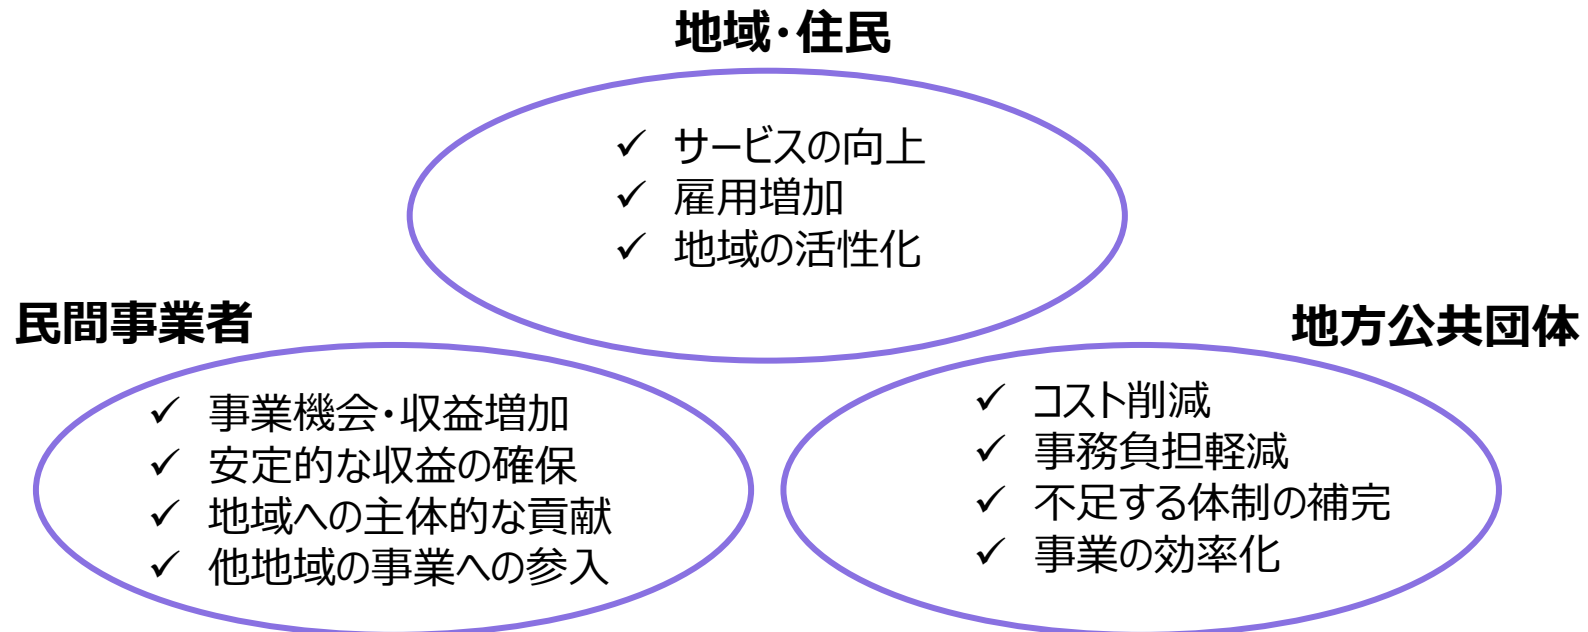 地域・住民
✓ サービスの向上
✓ 雇用増加
✓ 地域の活性化
民間事業者
✓ 事業機会・収益増加
✓ 安定的な収益の確保
✓ 地域への主体的な貢献
✓ 他地域の事業への参入
地方公共団体
✓ コスト削減
✓ 事務負担軽減
✓ 不足する体制の補完
✓ 事業の効率化